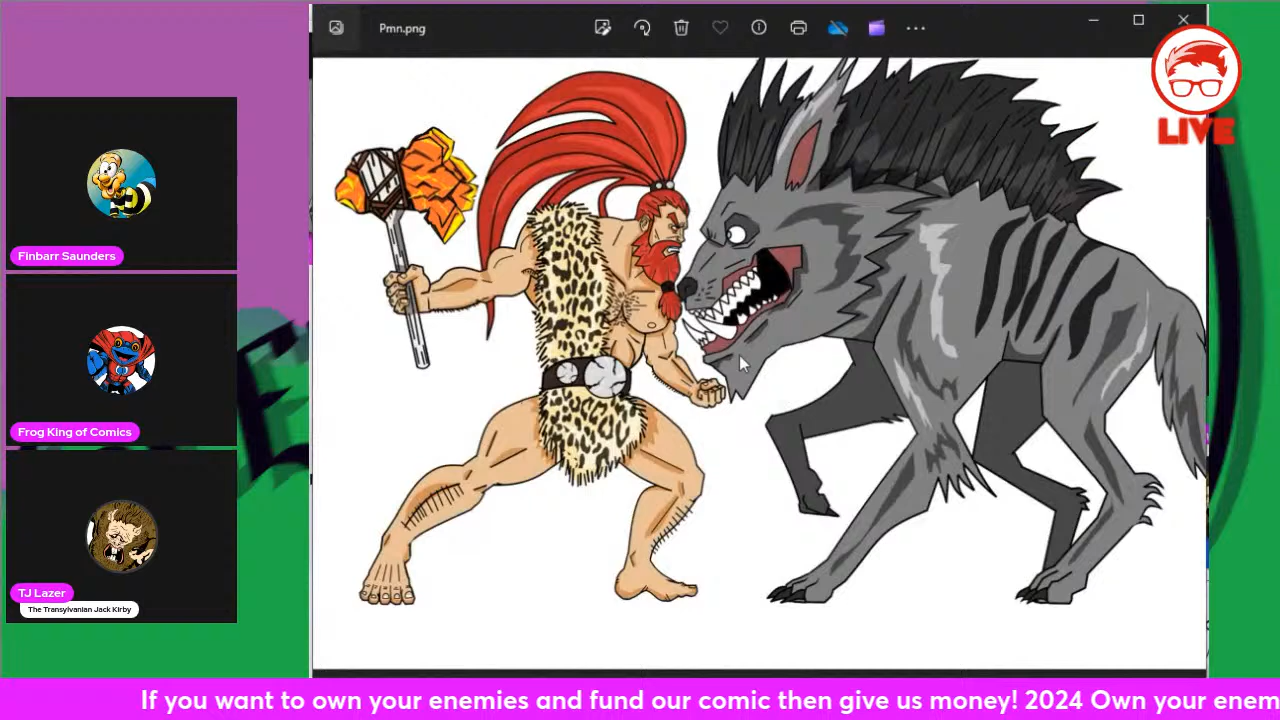 Pmn.png
LIVE
Finbarr Saunders
Frog King of Comics
TJ Lazer
The Transylvanian Jack Kirby
If you want to own your enemies and fund our comic then give us money! 2024 Own your enem